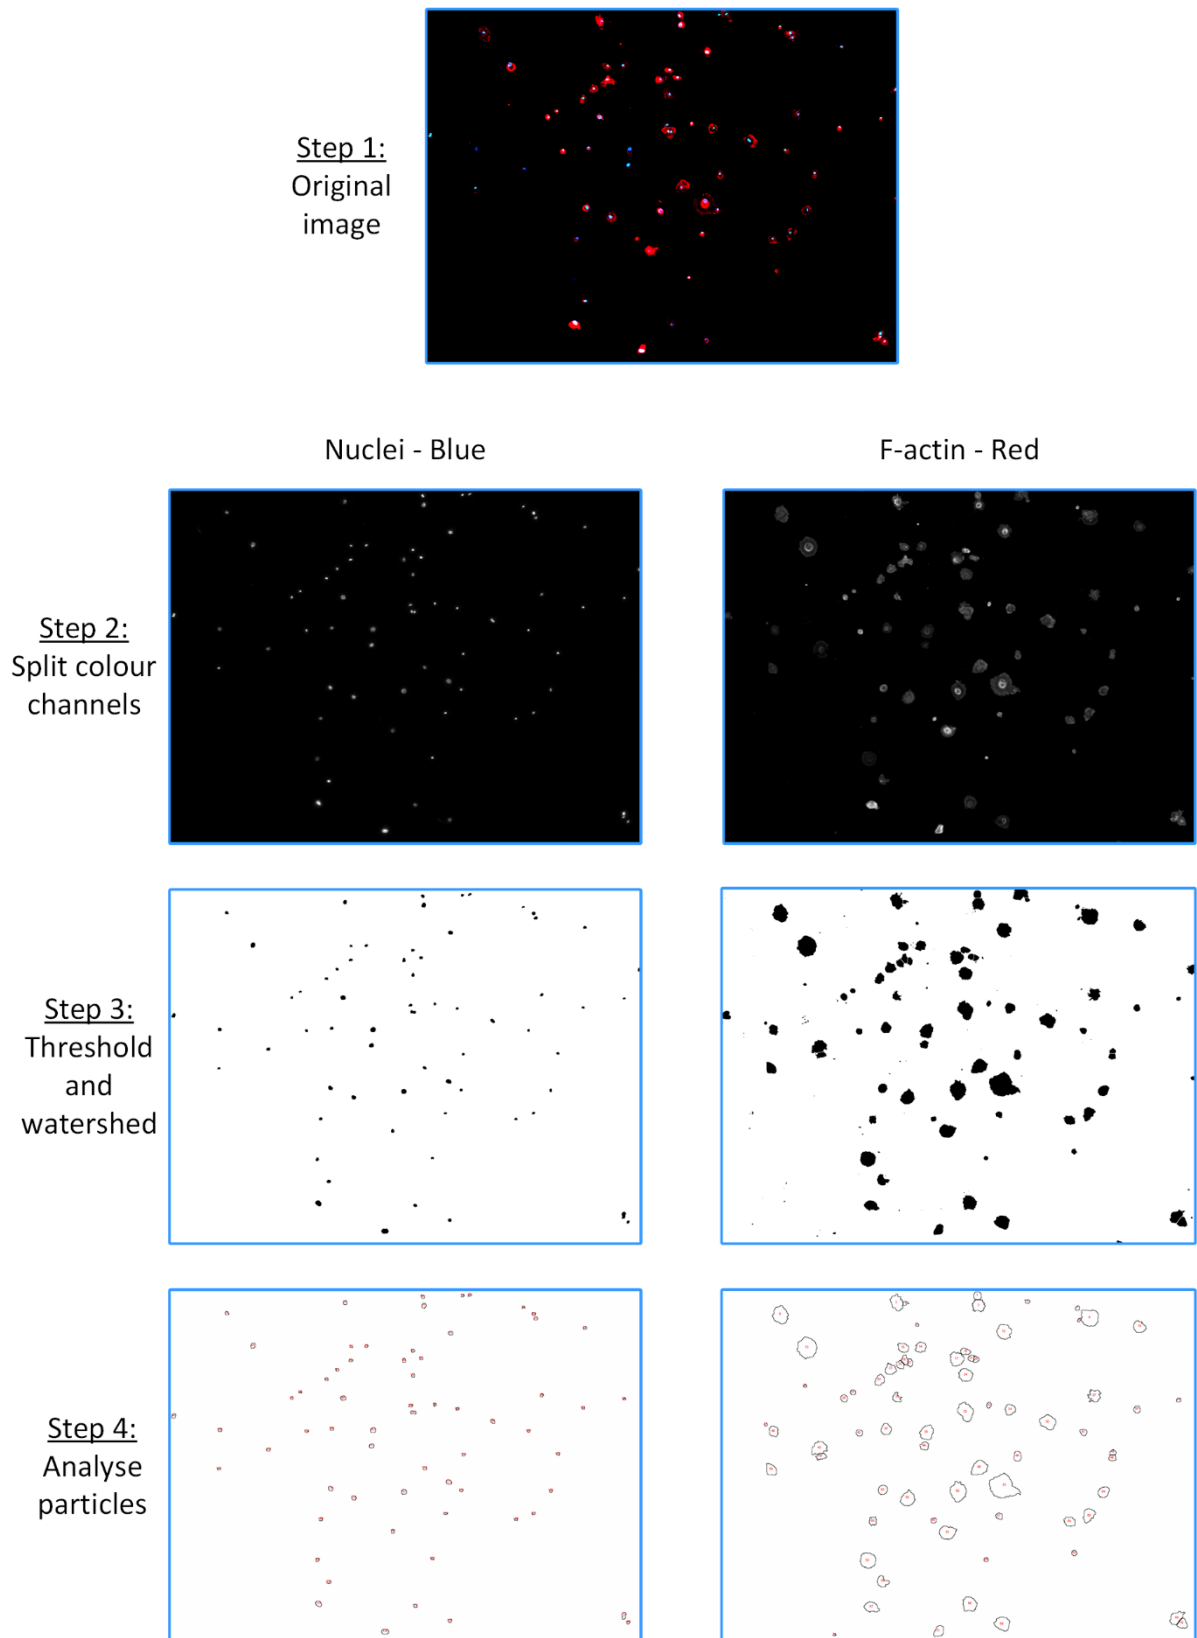 Step 1:
Original
image
Nuclei - Blue
F-actin - Red
Step 2:
Split colour
channels
Step 3:
Threshold
and
watershed
Step 4:
Analyse
particles